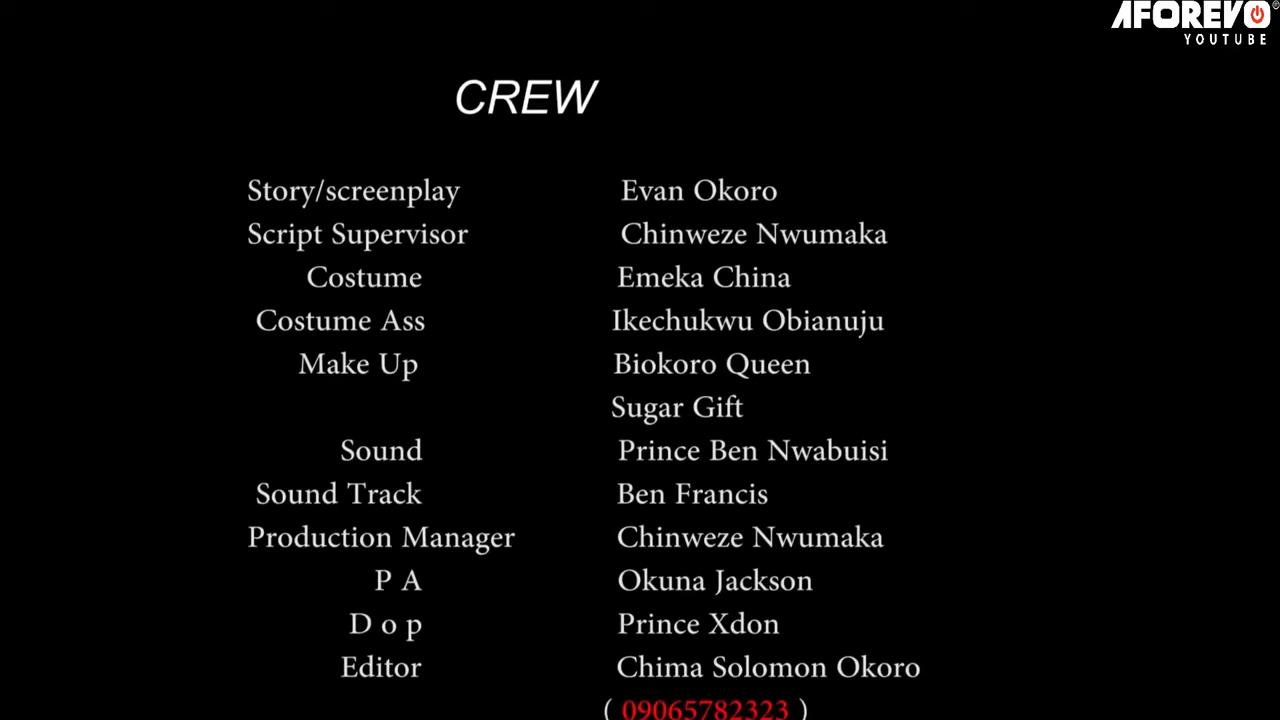 AFOREVO
YOUTUBE
CREW
Story/screenplay Evan Okoro
Script Supervisor Chinweze Nwumaka
Costume Emeka China
Costume Ass Ikechukwu Obianuju
Make Up Biokoro Queen
Sugar Gift
Sound Prince Ben Nwabuisi
Sound Track Ben Francis
Production Manager Chinweze Nwumaka
P A Okuna Jackson
D o p Prince Xdon
Editor Chima Solomon Okoro
( 09065782323 )